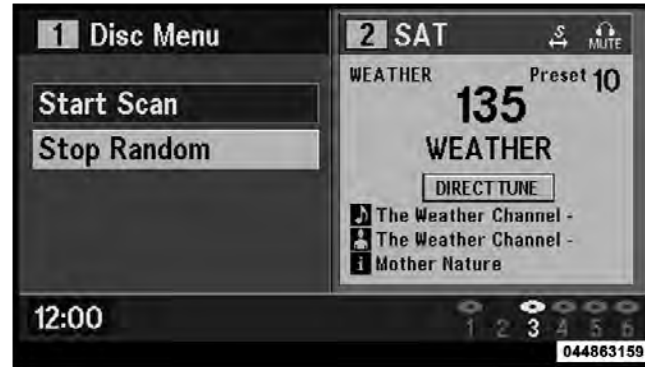 1 Disc Menu
Start Scan
Stop Random
2 SAT
S
MUTE
WEATHER
Preset 10
135
WEATHER
DIRECT TUNE
The Weather Channel -
The Weather Channel -
i Mother Nature
12:00
1 2 3 4 5 6
044863159